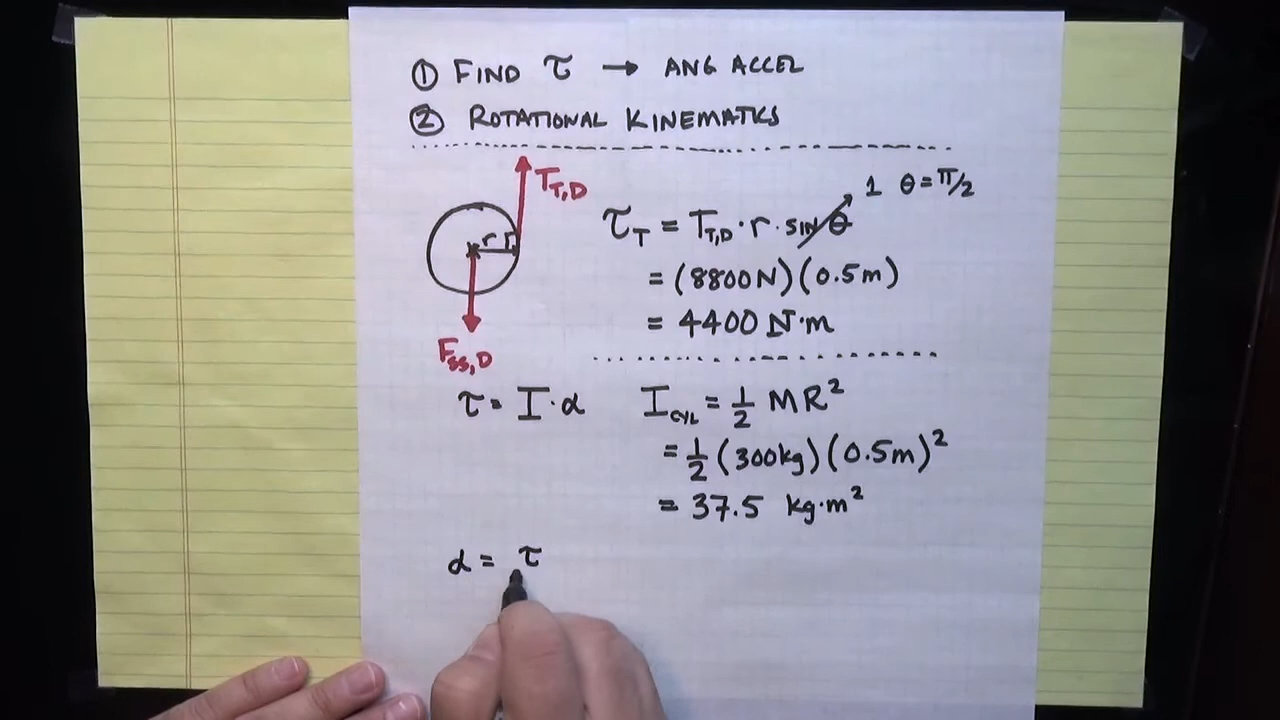 ① FIND τ → ANG ACCEL
② ROTATIONAL KINEMATICS
T_T,D
r
F_SS,D
1 θ = π/2
τ_T = T_T,D · r · SIN θ
= (8800N)(0.5m)
= 4400 N·m
τ = I · α
I_CYL = 1/2 MR²
= 1/2 (300kg)(0.5m)²
= 37.5 kg·m²
α = τ